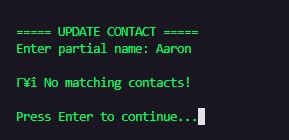 ===== UPDATE CONTACT =====
Enter partial name: Aaron
Γ¥î No matching contacts!
Press Enter to continue...